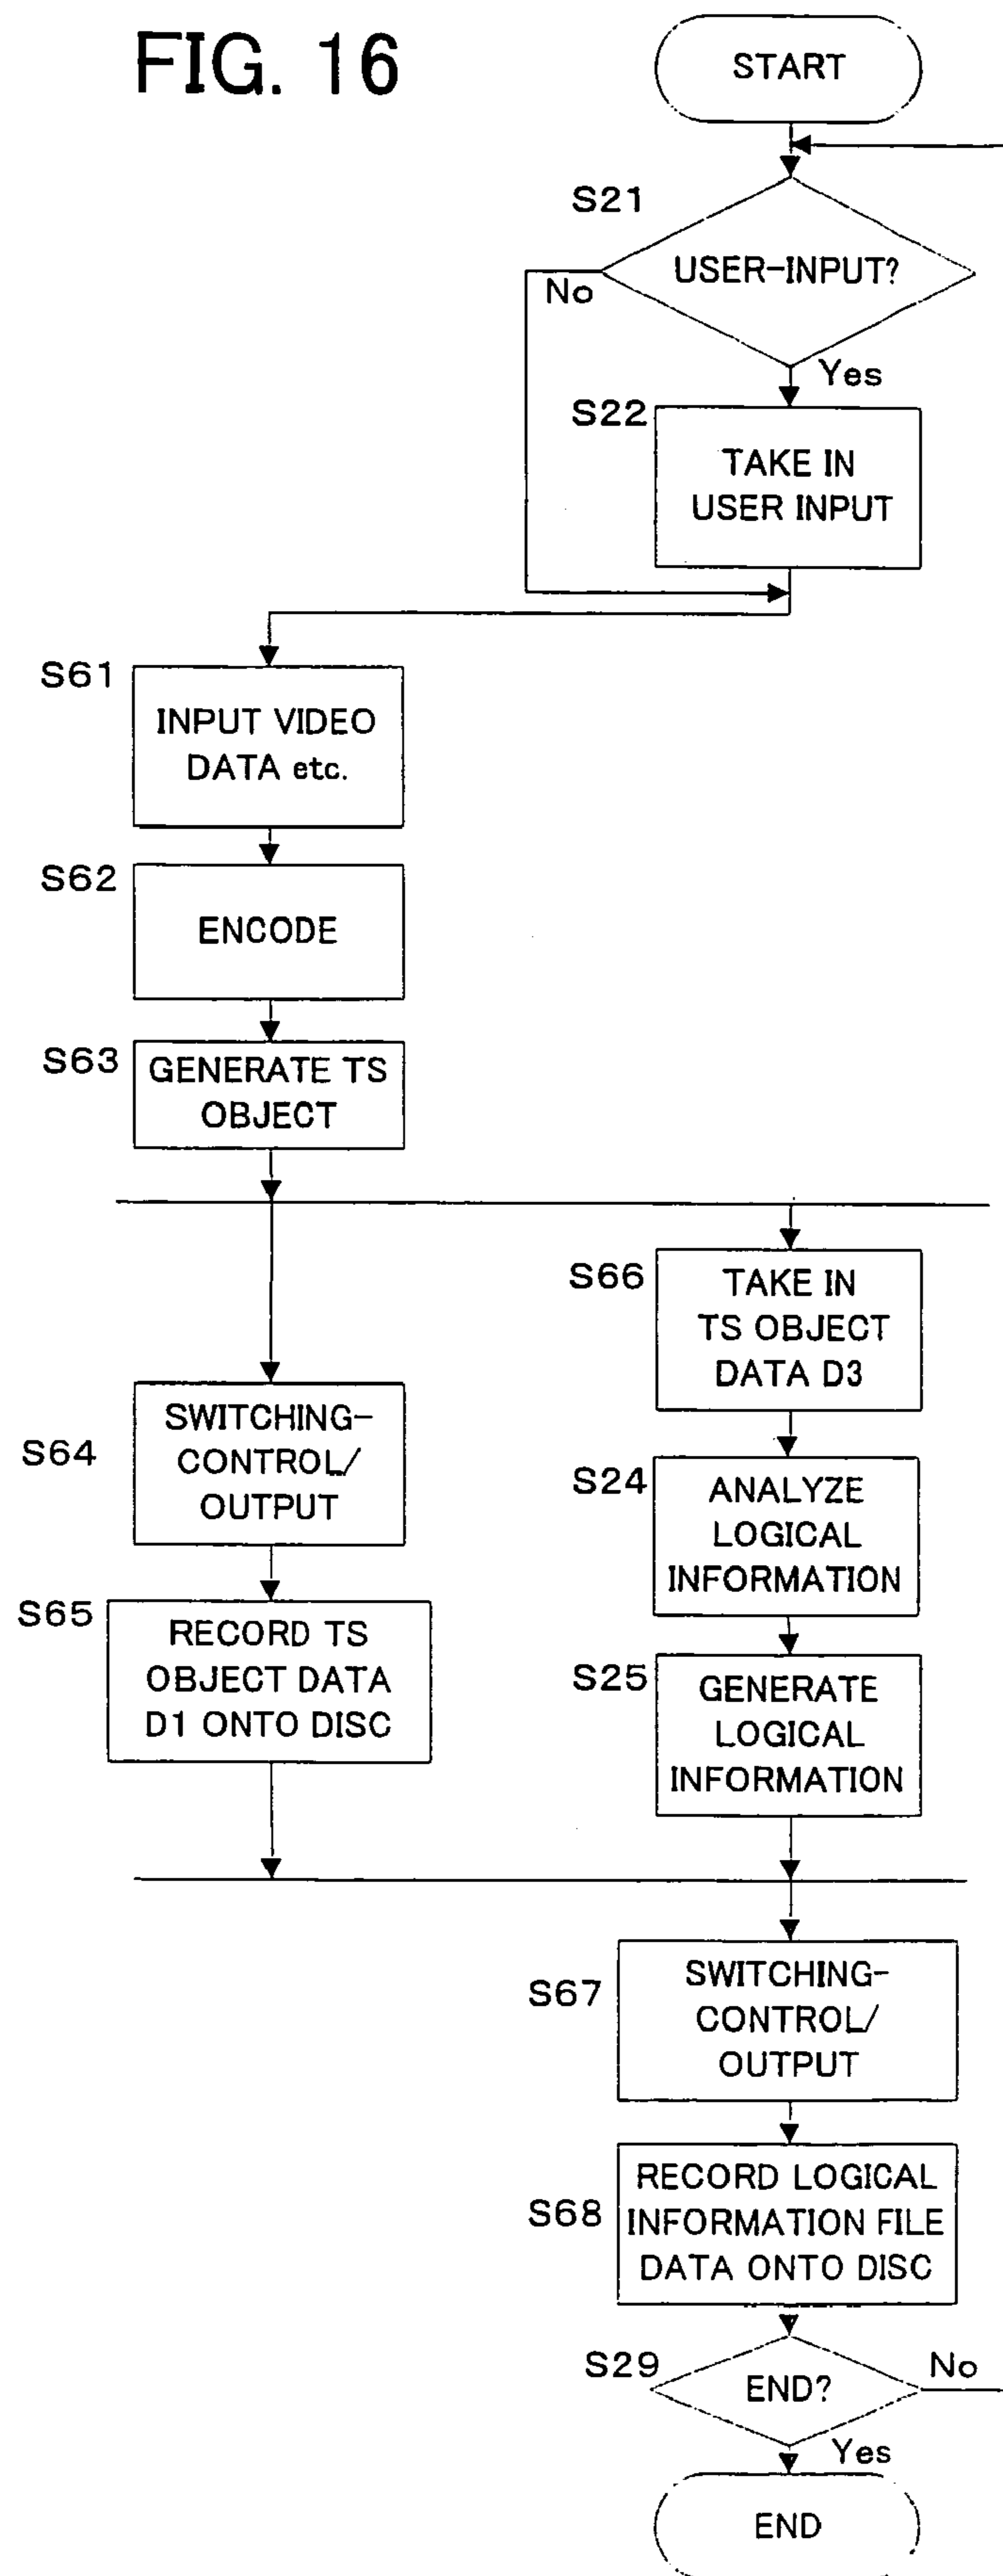 FIG. 16
START
S21
USER-INPUT?
No
Yes
S22
TAKE IN
USER INPUT
S61
INPUT VIDEO
DATA etc.
S62
ENCODE
S63
GENERATE TS
OBJECT
S64
SWITCHING-
CONTROL/
OUTPUT
S65
RECORD TS
OBJECT DATA
D1 ONTO DISC
S66
TAKE IN
TS OBJECT
DATA D3
S24
ANALYZE
LOGICAL
INFORMATION
S25
GENERATE
LOGICAL
INFORMATION
S67
SWITCHING-
CONTROL/
OUTPUT
S68
RECORD LOGICAL
INFORMATION FILE
DATA ONTO DISC
S29
END?
No
Yes
END